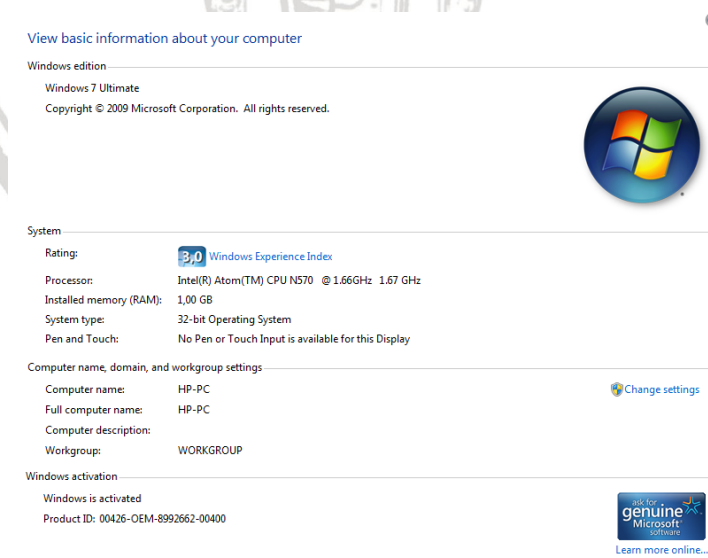 View basic information about your computer
Windows edition
Windows 7 Ultimate
Copyright © 2009 Microsoft Corporation. All rights reserved.
System
Rating: 3,0 Windows Experience Index
Processor: Intel(R) Atom(TM) CPU N570 @ 1.66GHz 1.67 GHz
Installed memory (RAM): 1,00 GB
System type: 32-bit Operating System
Pen and Touch: No Pen or Touch Input is available for this Display
Computer name, domain, and workgroup settings
Computer name: HP-PC Change settings
Full computer name: HP-PC
Computer description:
Workgroup: WORKGROUP
Windows activation
Windows is activated
Product ID: 00426-OEM-8992662-00400
ask for
genuine
Microsoft
software
Learn more online...